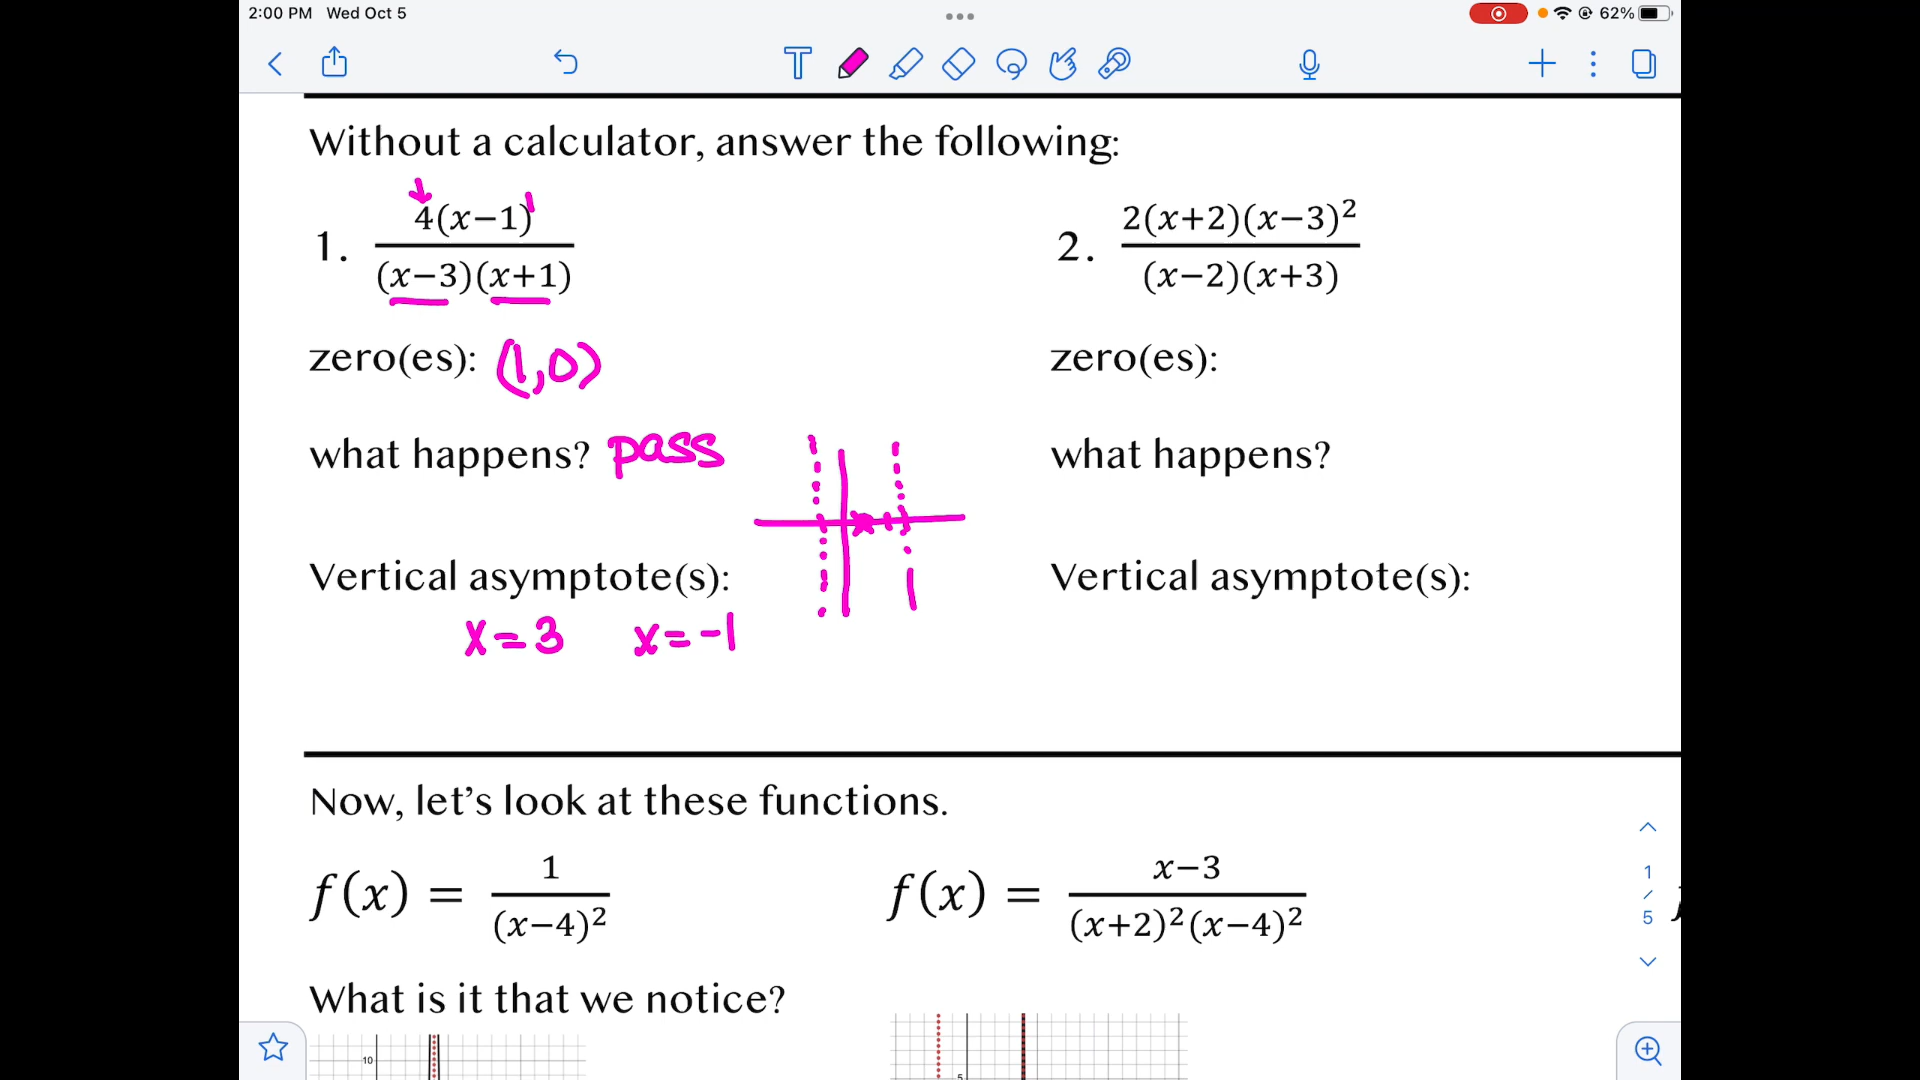 2:00 PM Wed Oct 5
62%
Without a calculator, answer the following:
1. 4(x−1)¹ / (x−3)(x+1)
2. 2(x+2)(x−3)² / (x−2)(x+3)
zero(es): (1,0)
zero(es):
what happens? pass
what happens?
Vertical asymptote(s):
x=3 x=-1
Vertical asymptote(s):
Now, let’s look at these functions.
f(x) = 1 / (x−4)²
f(x) = x−3 / (x+2)²(x−4)²
1 / 5
What is it that we notice?
10
5